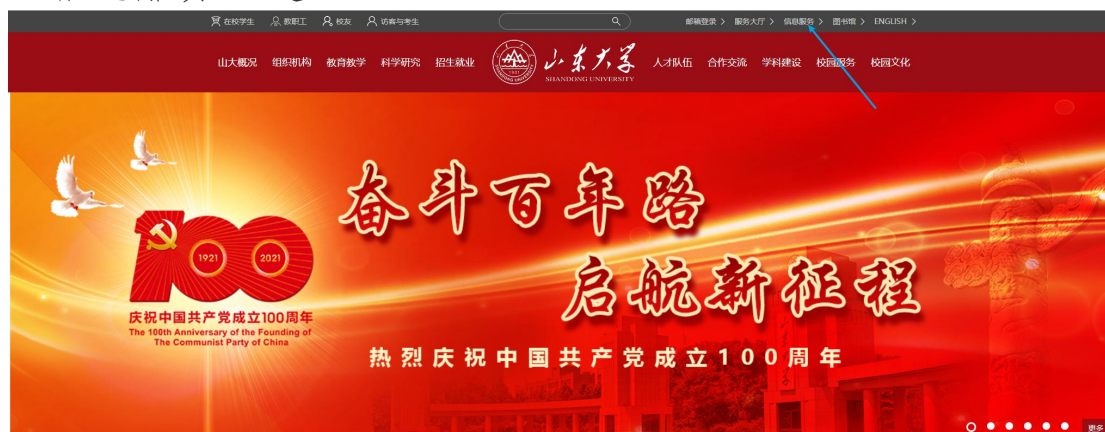 在校学生 教职工 校友 访客与考生 邮箱登录 > 服务大厅 > 信息服务 > 图书馆 > ENGLISH >
山大概况 组织机构 教育教学 科学研究 招生就业 山东大学 人才队伍 合作交流 学科建设 校园服务 校园文化
SHANDONG UNIVERSITY
1901
奋斗百年路
启航新征程
100
1921 2021
庆祝中国共产党成立100周年
The 100th Anniversary of the Founding of
The Communist Party of China
热烈庆祝中国共产党成立100周年
更多